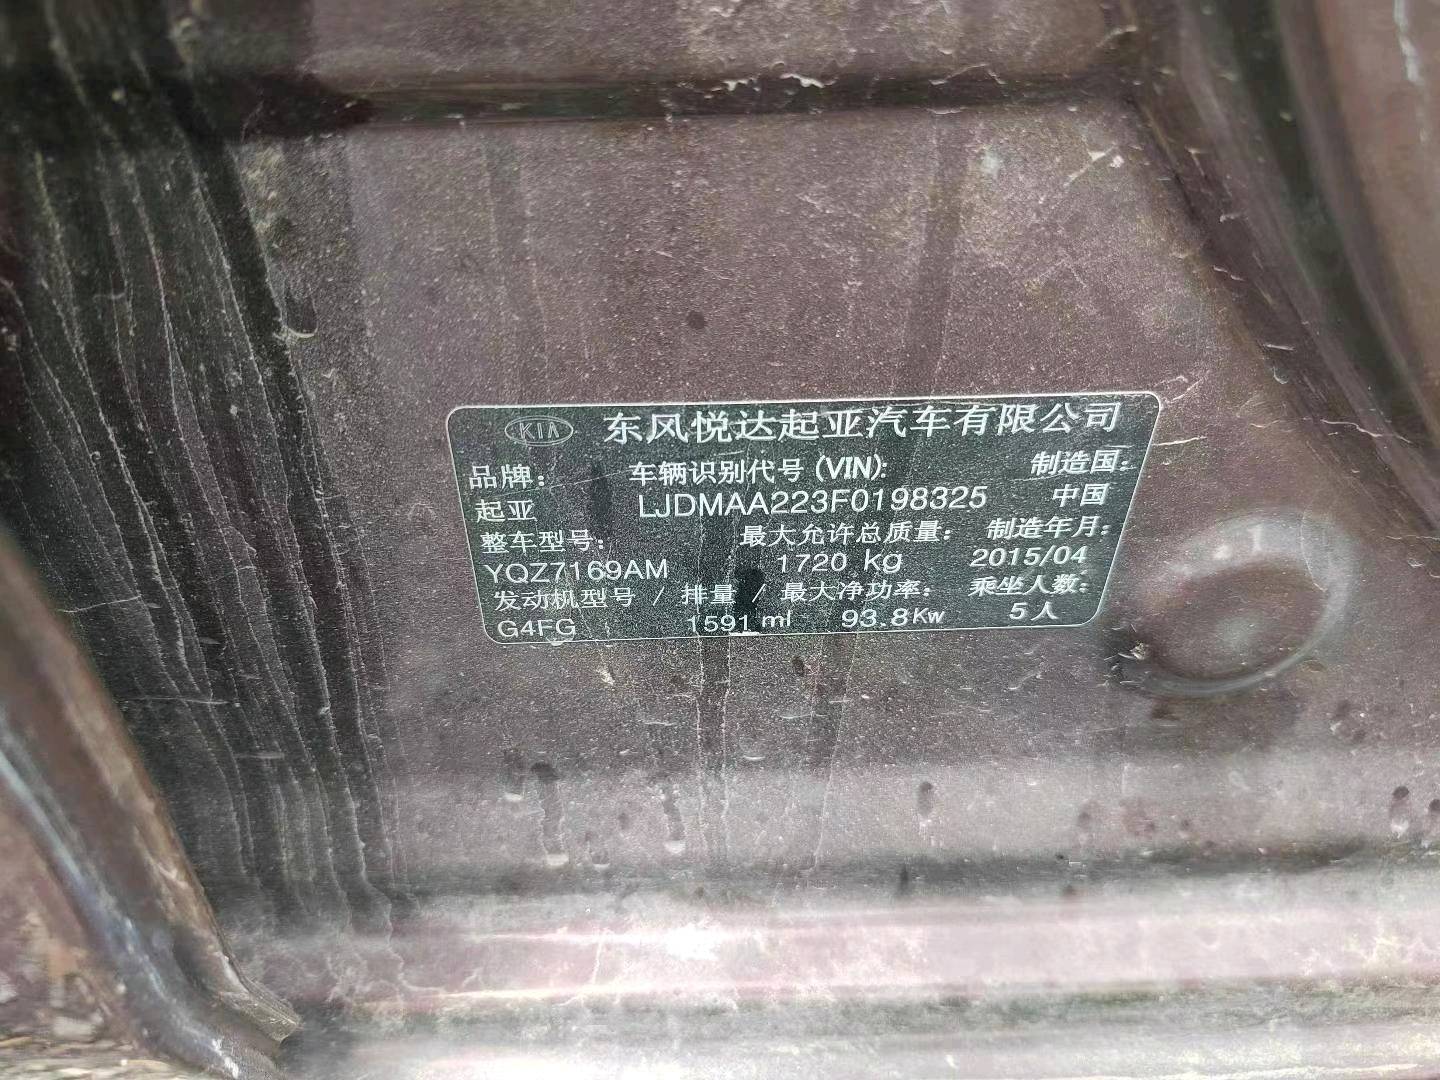 KIA 东风悦达起亚汽车有限公司
品牌： 车辆识别代号(VIN): 制造国：
起亚 LJDMAA223F0198325 中国
整车型号： 最大允许总质量： 制造年月：
YQZ7169AM 1720 kg 2015/04
发动机型号 / 排量 / 最大净功率： 乘坐人数：
G4FG 1591 ml 93.8Kw 5人